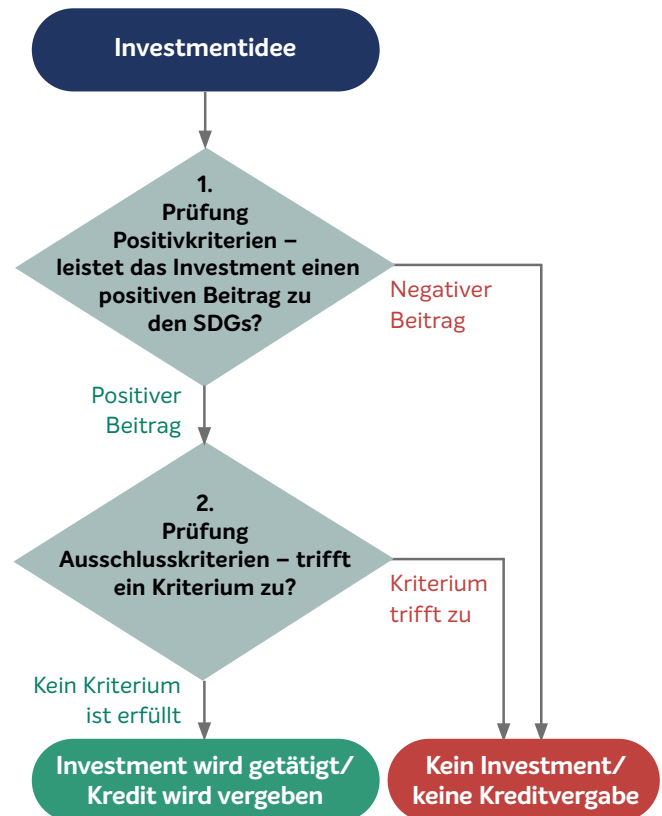 Investmentidee
1.
Prüfung
Positivkriterien –
leistet das Investment einen
positiven Beitrag zu
den SDGs?
Negativer
Beitrag
Positiver
Beitrag
2.
Prüfung
Ausschlusskriterien – trifft
ein Kriterium zu?
Kriterium
trifft zu
Kein Kriterium
ist erfüllt
Investment wird getätigt/
Kredit wird vergeben
Kein Investment/
keine Kreditvergabe